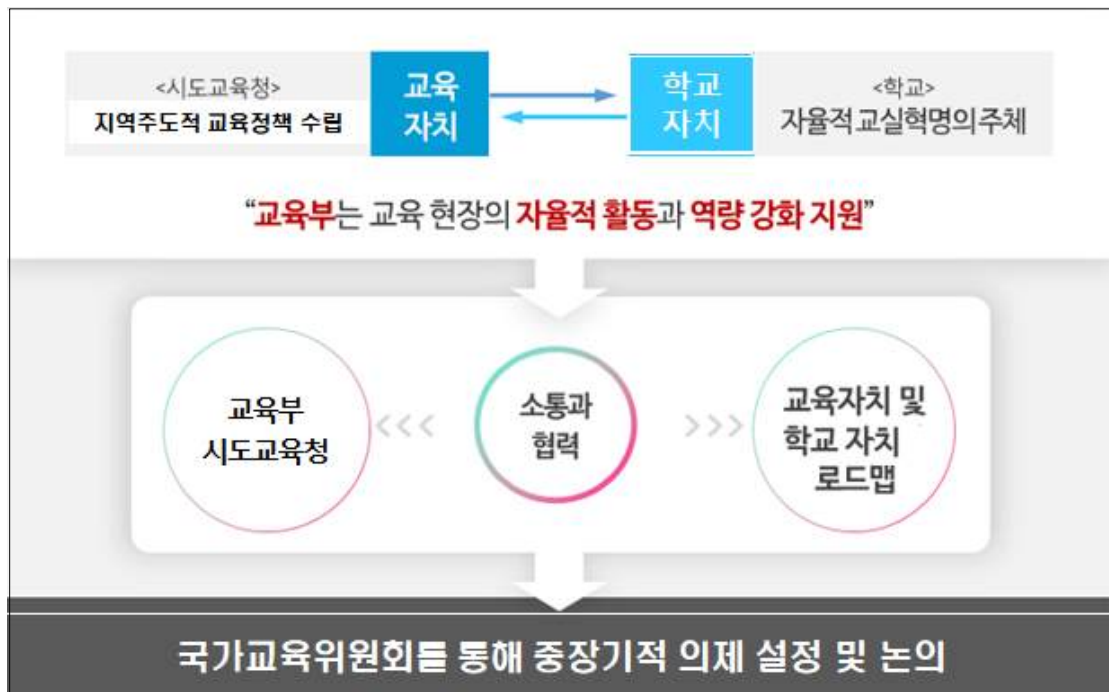 <시도교육청>
지역주도적 교육정책 수립
교육
자치
학교
자치
<학교>
자율적 교실혁명의 주체
“교육부는 교육 현장의 자율적 활동과 역량 강화 지원”
교육부
시도교육청
<<<
소통과
협력
>>>
교육자치 및
학교 자치
로드맵
국가교육위원회를 통해 중장기적 의제 설정 및 논의